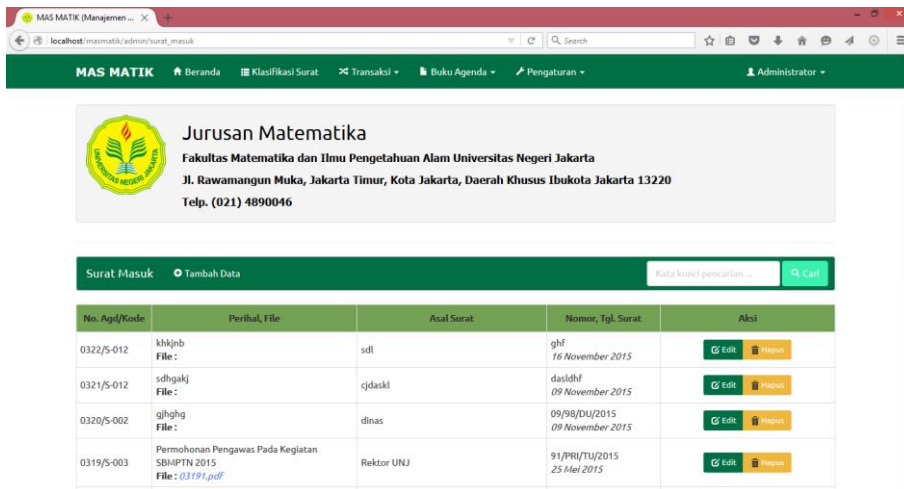 MAS MATIK (Manajemen ... ×
localhost/masmatik/admin/surat_masuk
Search
MAS MATIK Beranda Klasifikasi Surat Transaksi Buku Agenda Pengaturan Administrator
UNIVERSITAS NEGERI JAKARTA
Jurusan Matematika
Fakultas Matematika dan Ilmu Pengetahuan Alam Universitas Negeri Jakarta
Jl. Rawamangun Muka, Jakarta Timur, Kota Jakarta, Daerah Khusus Ibukota Jakarta 13220
Telp. (021) 4890046
Surat Masuk Tambah Data Kata kunci pencarian ... Cari
No. Agd/Kode Perihal, File Asal Surat Nomor, Tgl. Surat Aksi
0322/S-012 khkjnb sdl ghf Edit Hapus
File : 16 November 2015
0321/S-012 sdhgakj cjdaskl dasldhf Edit Hapus
File : 09 November 2015
0320/S-002 gjhghg dinas 09/98/DU/2015 Edit Hapus
File : 09 November 2015
0319/S-003 Permohonan Pengawas Pada Kegiatan Rektor UNJ 91/PRI/TU/2015 Edit Hapus
SBMPTN 2015 25 Mei 2015
File : 03191.pdf